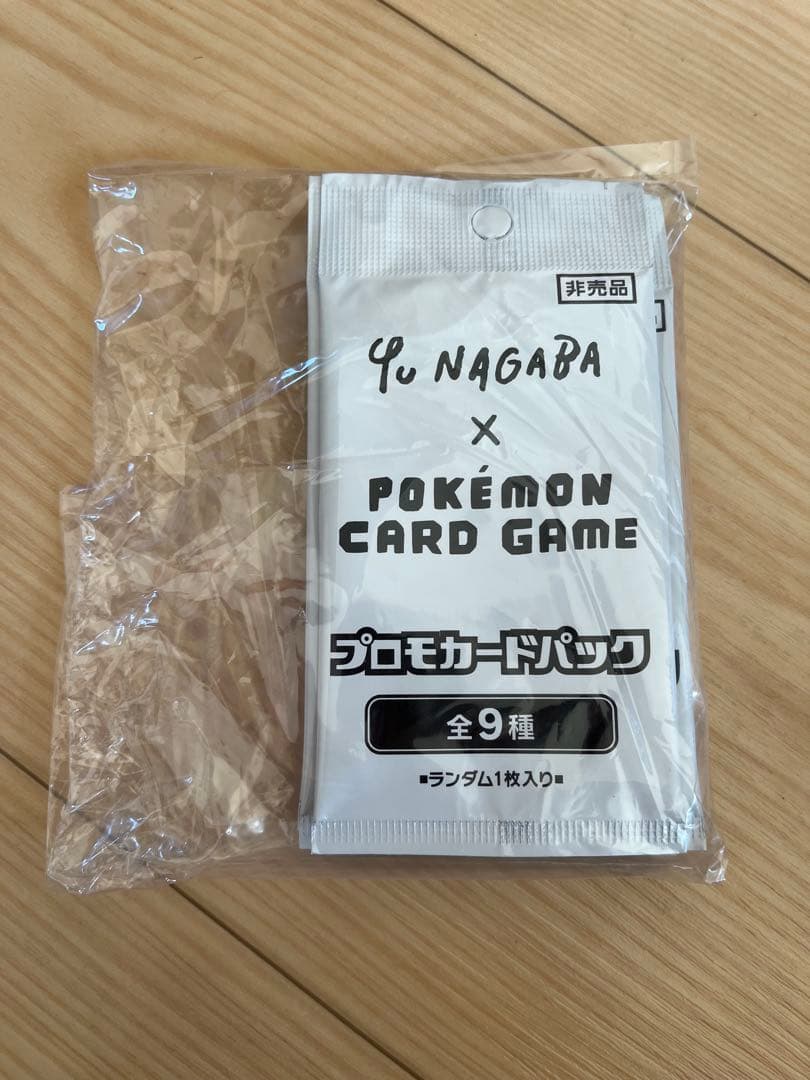 非売品
Yu NAGABA
×
POKÉMON
CARD GAME
プロモカードパック
全9種
▪ランダム1枚入り▪